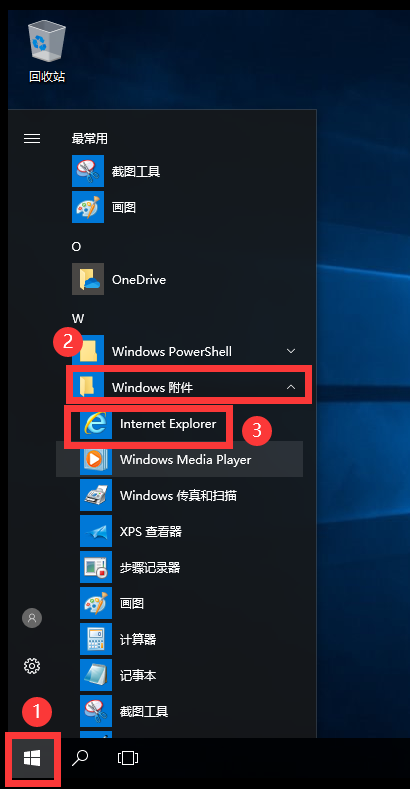 回收站
最常用
截图工具
画图
O
OneDrive
W
2
Windows PowerShell
Windows 附件
Internet Explorer
3
Windows Media Player
Windows 传真和扫描
XPS 查看器
步骤记录器
画图
计算器
记事本
1
截图工具